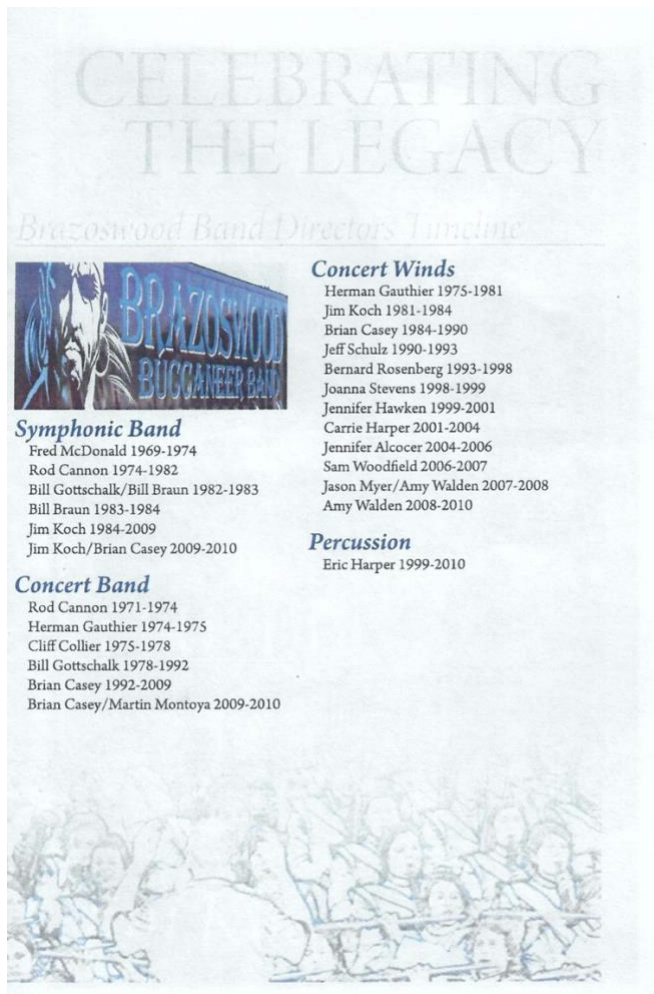 CELEBRATING
THE LEGACY
Brazoswood Band Directors Timeline
BRAZOSWOOD
BUCCANEER BAND
Symphonic Band
Fred McDonald 1969-1974
Rod Cannon 1974-1982
Bill Gottschalk/Bill Braun 1982-1983
Bill Braun 1983-1984
Jim Koch 1984-2009
Jim Koch/Brian Casey 2009-2010
Concert Band
Rod Cannon 1971-1974
Herman Gauthier 1974-1975
Cliff Collier 1975-1978
Bill Gottschalk 1978-1992
Brian Casey 1992-2009
Brian Casey/Martin Montoya 2009-2010
Concert Winds
Herman Gauthier 1975-1981
Jim Koch 1981-1984
Brian Casey 1984-1990
Jeff Schulz 1990-1993
Bernard Rosenberg 1993-1998
Joanna Stevens 1998-1999
Jennifer Hawken 1999-2001
Carrie Harper 2001-2004
Jennifer Alcocer 2004-2006
Sam Woodfield 2006-2007
Jason Myer/Amy Walden 2007-2008
Amy Walden 2008-2010
Percussion
Eric Harper 1999-2010